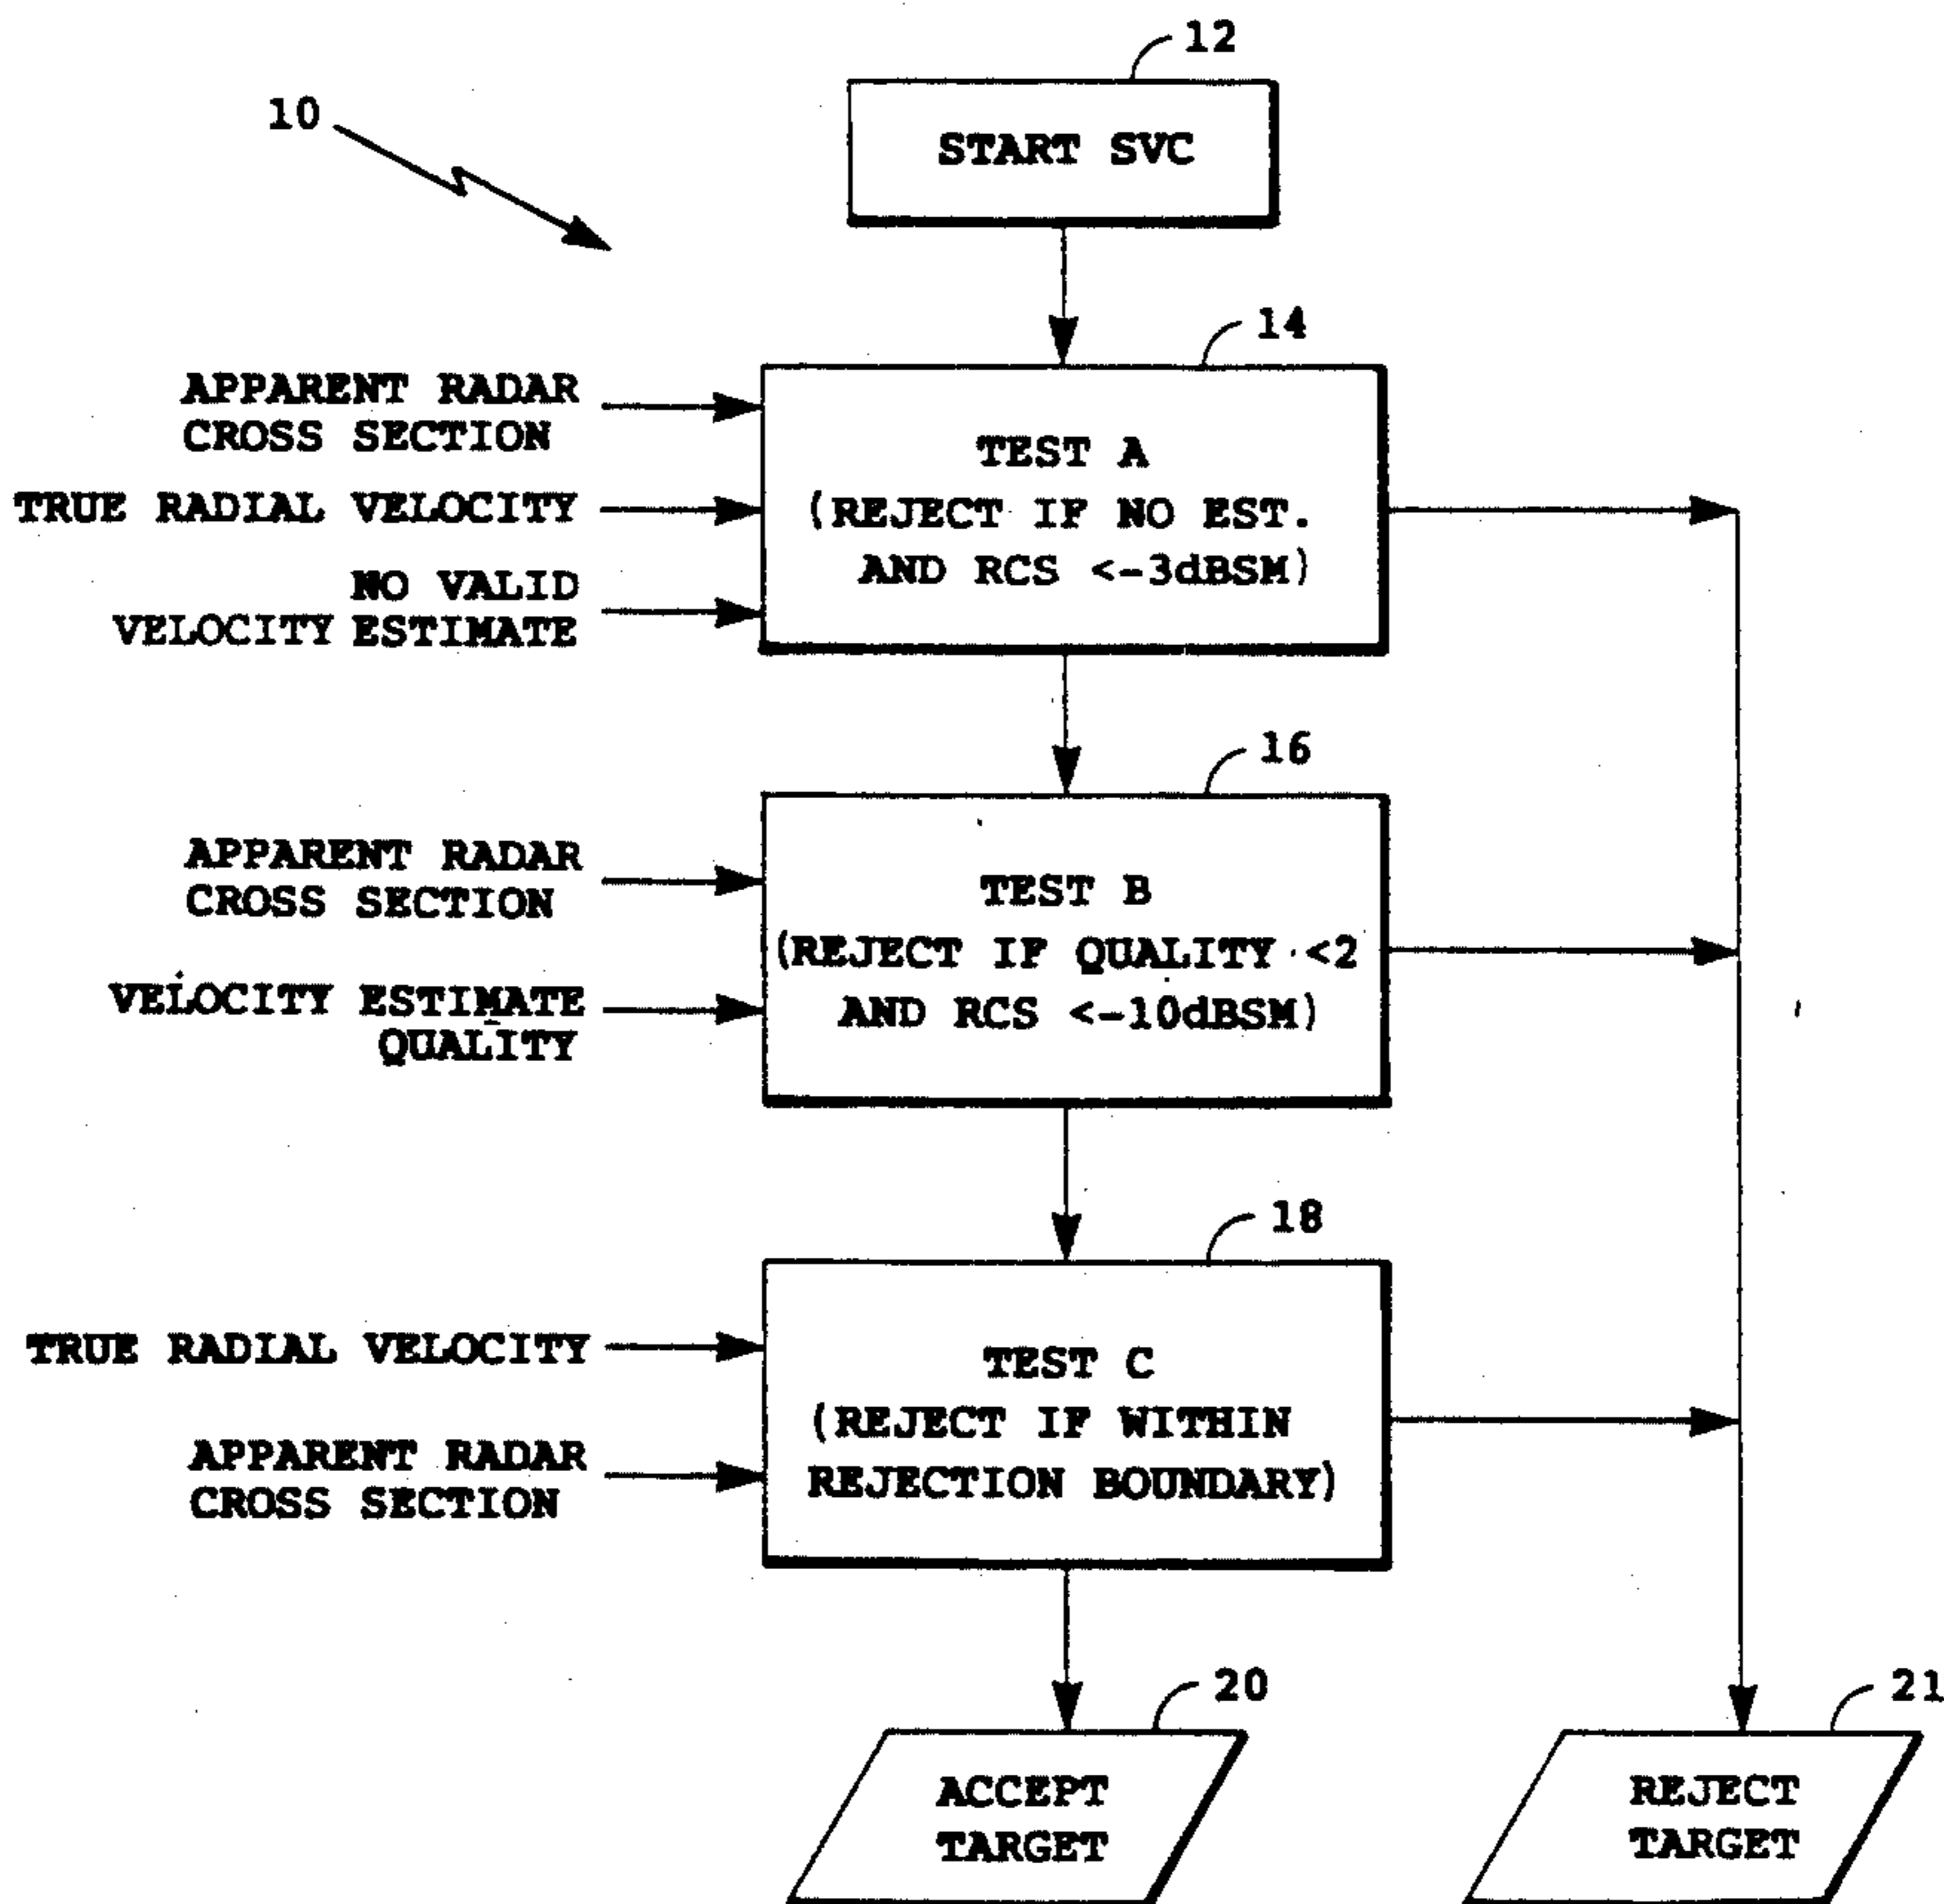 12
10
START SVC
14
APPARENT RADAR
CROSS SECTION
TRUE RADIAL VELOCITY
NO VALID
VELOCITY ESTIMATE
TEST A
(REJECT IF NO EST.
AND RCS <-3dBSM)
16
APPARENT RADAR
CROSS SECTION
VELOCITY ESTIMATE
QUALITY
TEST B
(REJECT IF QUALITY <2
AND RCS <-10dBSM)
18
TRUE RADIAL VELOCITY
APPARENT RADAR
CROSS SECTION
TEST C
(REJECT IF WITHIN
REJECTION BOUNDARY)
20
ACCEPT
TARGET
21
REJECT
TARGET